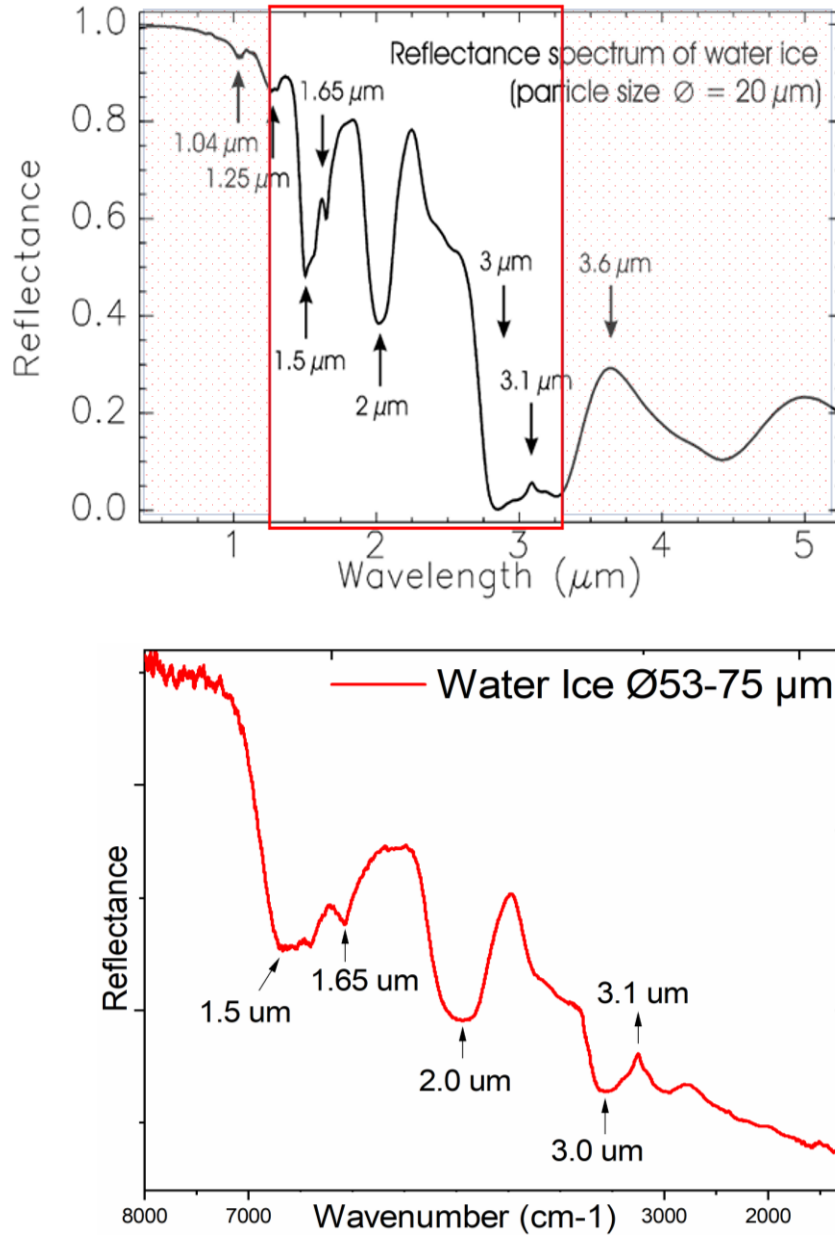 1.0
0.8
0.6
0.4
0.2
0.0
Reflectance
Reflectance spectrum of water ice
(particle size Ø = 20 µm)
1.65 µm
1.04 µm
1.25 µm
3 µm
3.6 µm
1.5 µm
2 µm
3.1 µm
1 2 3 4 5
Wavelength (µm)
Water Ice Ø53-75 µm
Reflectance
1.5 um
1.65 um
2.0 um
3.1 um
3.0 um
8000 7000 Wavenumber (cm-1) 3000 2000